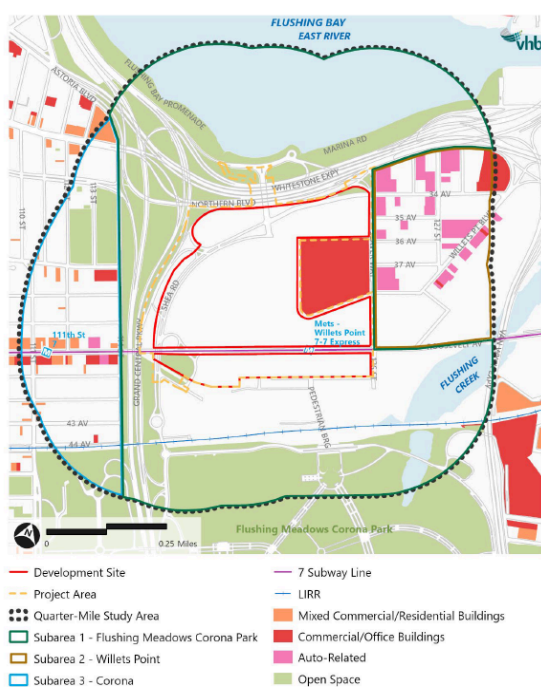 FLUSHING BAY
EAST RIVER
vhb
ASTORIA BLVD
FLUSHING BAY PROMENADE
MARINA RD
WHITESTONE EXPY
NORTHERN BLVD
34 AV
35 AV
36 AV
37 AV
127 ST
WILLETS PT BLVD
110 ST
113 ST
SHEA RD
GRAND CENTRAL PKWY
111th St
Mets -
Willets Point
7-7 Express
FLUSHING
CREEK
43 AV
44 AV
PEDESTRIAN BRG
Flushing Meadows Corona Park
0
0.25 Miles
Development Site
Project Area
Quarter-Mile Study Area
Subarea 1 - Flushing Meadows Corona Park
Subarea 2 - Willets Point
Subarea 3 - Corona
7 Subway Line
LIRR
Mixed Commercial/Residential Buildings
Commercial/Office Buildings
Auto-Related
Open Space